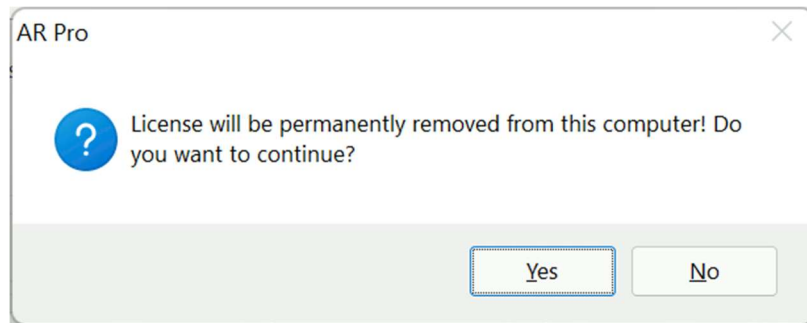 AR Pro
License will be permanently removed from this computer! Do
you want to continue?
Yes
No